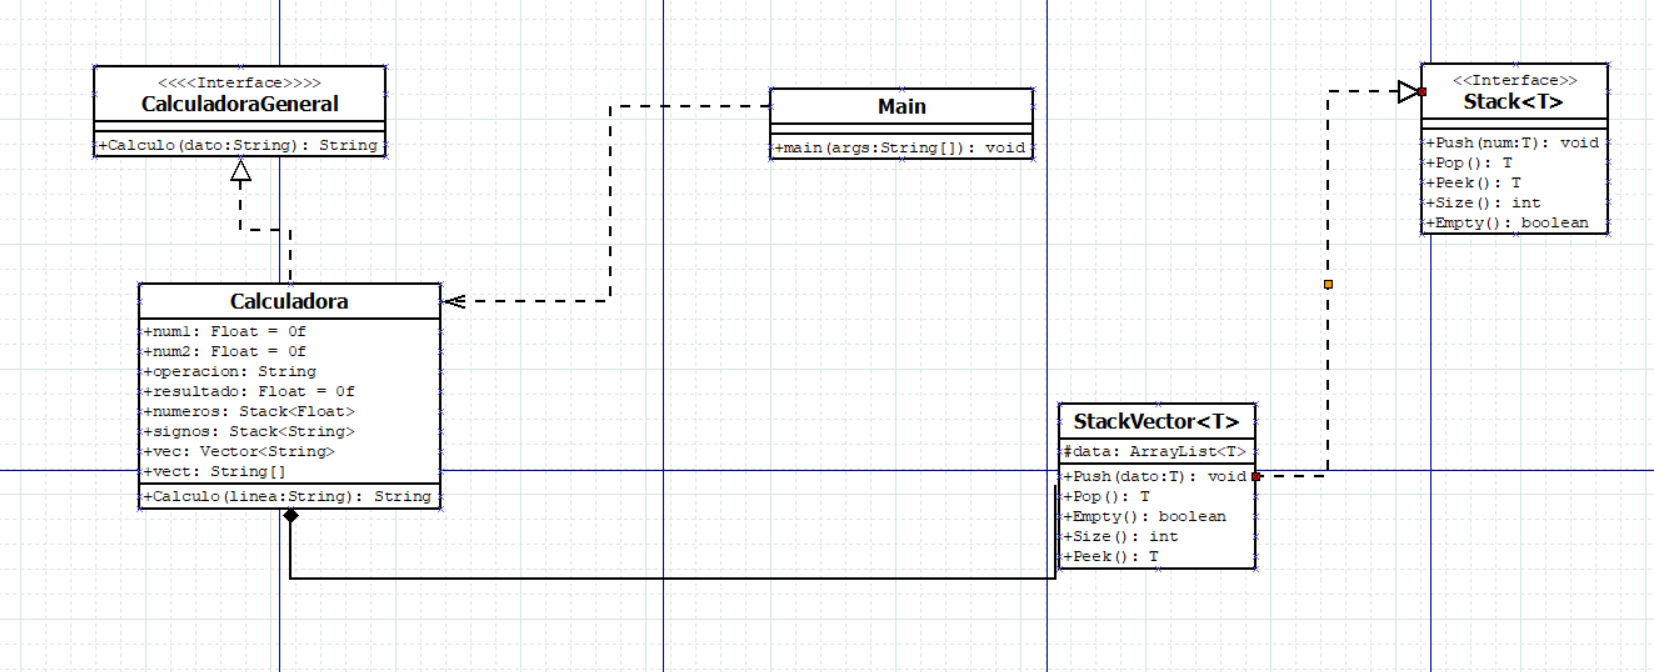 <<<<Interface>>>>
CalculadoraGeneral
+Calculo(dato:String): String
Main
+main(args:String[]): void
<<Interface>>
Stack<T>
+Push(num:T): void
+Pop(): T
+Peek(): T
+Size(): int
+Empty(): boolean
Calculadora
+num1: Float = 0f
+num2: Float = 0f
+operacion: String
+resultado: Float = 0f
+numeros: Stack<Float>
+signos: Stack<String>
+vec: Vector<String>
+vect: String[]
+Calculo(linea:String): String
StackVector<T>
#data: ArrayList<T>
+Push(dato:T): void
+Pop(): T
+Empty(): boolean
+Size(): int
+Peek(): T